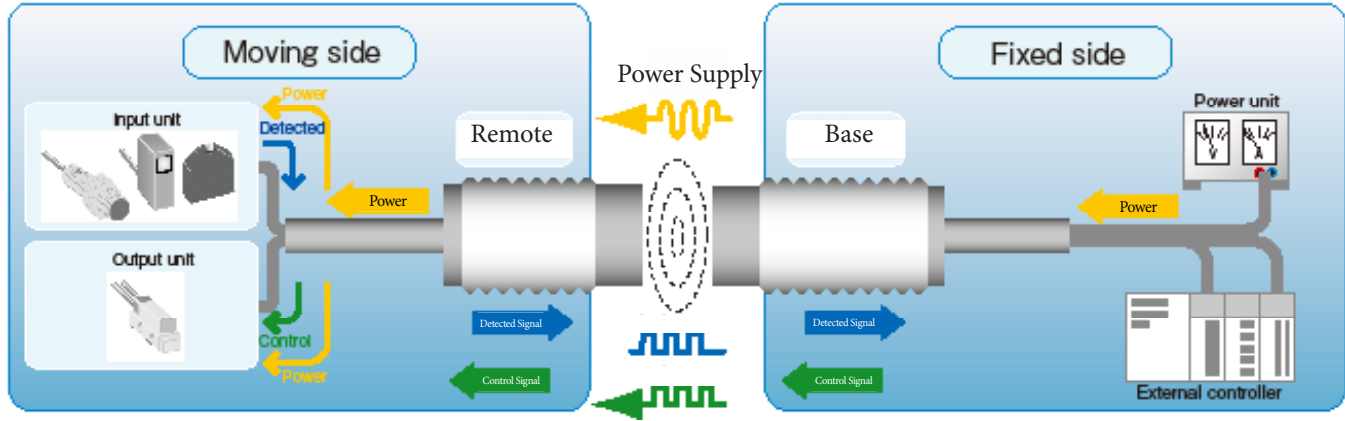 Moving side
Fixed side
Power Supply
Power
Input unit
Detected
Remote
Base
Power unit
V
A
Power
Power
Output unit
Control
Power
Detected Signal
Detected Signal
Control Signal
Control Signal
External controller